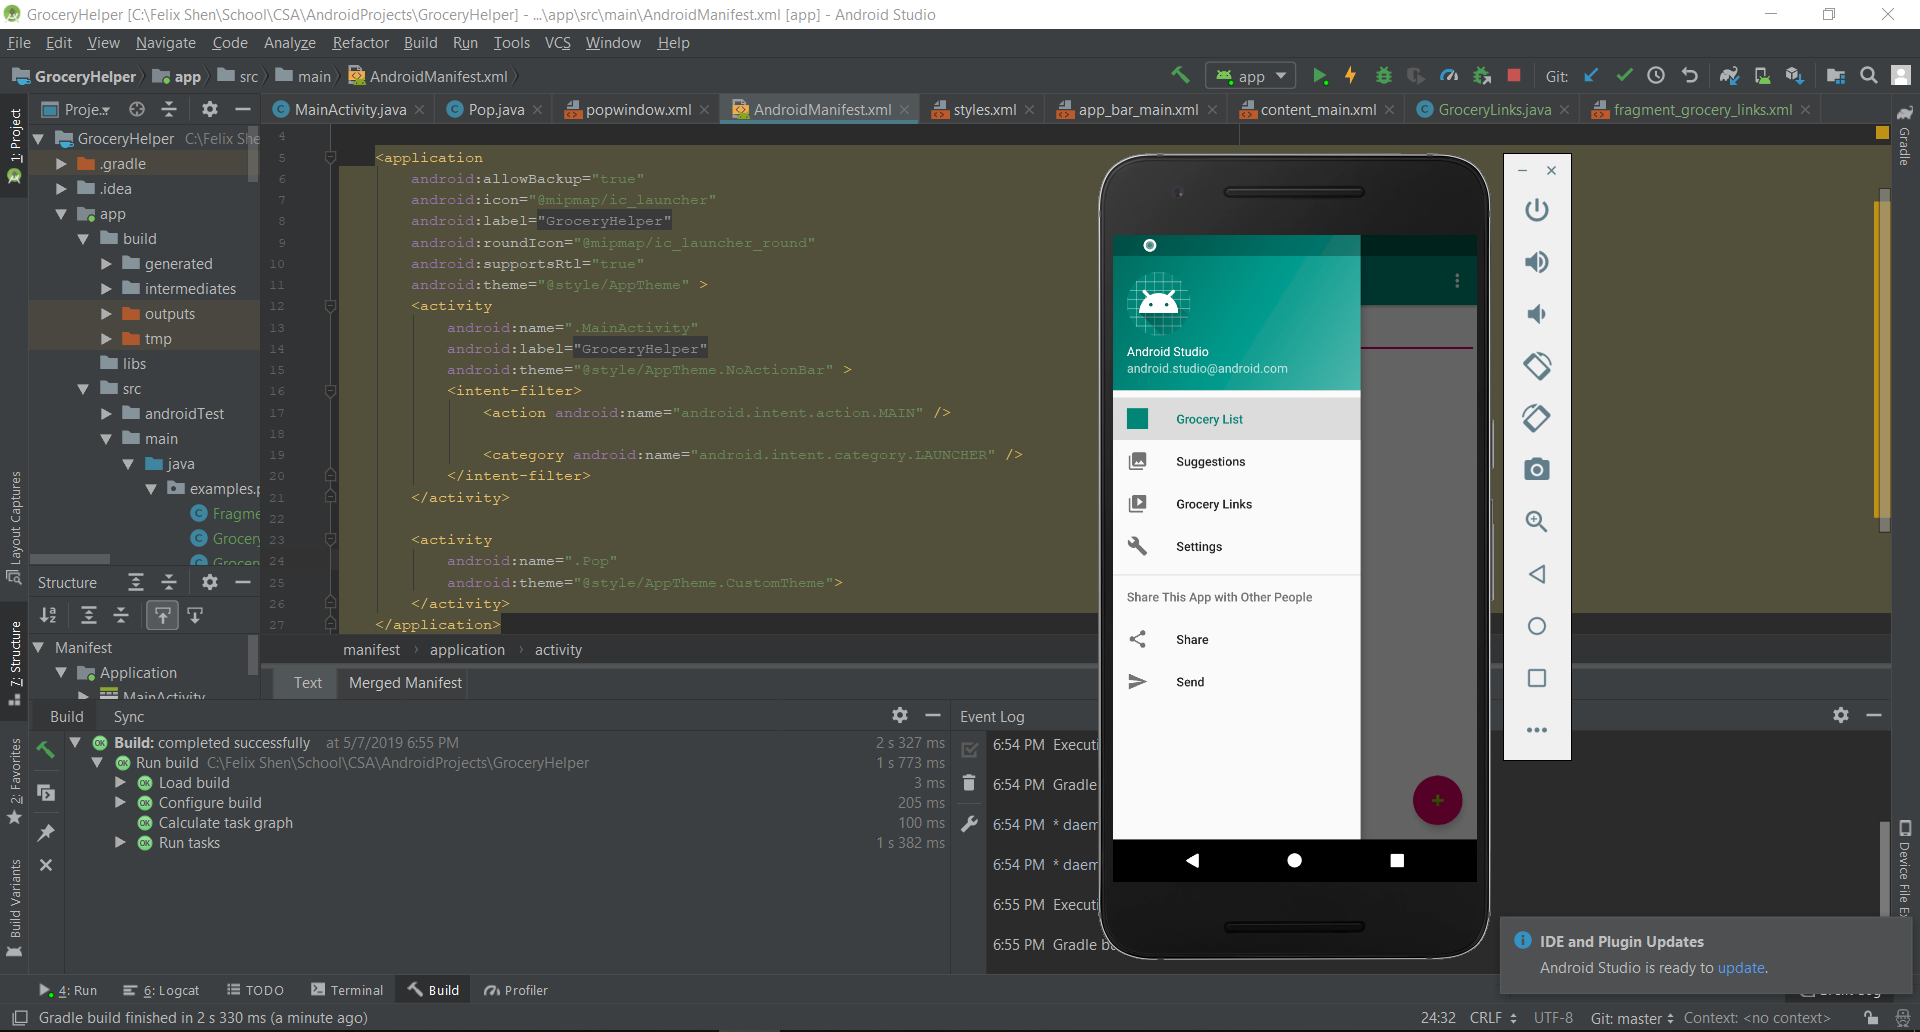 GroceryHelper [C:\Felix Shen\School\CSA\AndroidProjects\GroceryHelper] - ...\app\src\main\AndroidManifest.xml [app] - Android Studio
File Edit View Navigate Code Analyze Refactor Build Run Tools VCS Window Help
GroceryHelper app src main AndroidManifest.xml
app
Git:
1: Project
Layout Captures
7: Structure
2: Favorites
Build Variants
Proje...
GroceryHelper C:\Felix She
.gradle
.idea
app
build
generated
intermediates
outputs
tmp
libs
src
androidTest
main
java
examples.p
Fragme
Grocery
Grocer
Structure
Manifest
Application
MainActivity
MainActivity.java Pop.java popwindow.xml AndroidManifest.xml styles.xml app_bar_main.xml content_main.xml GroceryLinks.java fragment_grocery_links.xml
4
5 <application
6 android:allowBackup="true"
7 android:icon="@mipmap/ic_launcher"
8 android:label="GroceryHelper"
9 android:roundIcon="@mipmap/ic_launcher_round"
10 android:supportsRtl="true"
11 android:theme="@style/AppTheme" >
12 <activity
13 android:name=".MainActivity"
14 android:label="GroceryHelper"
15 android:theme="@style/AppTheme.NoActionBar" >
16 <intent-filter>
17 <action android:name="android.intent.action.MAIN" />
18
19 <category android:name="android.intent.category.LAUNCHER" />
20 </intent-filter>
21 </activity>
22
23 <activity
24 android:name=".Pop"
25 android:theme="@style/AppTheme.CustomTheme">
26 </activity>
27 </application>
manifest › application › activity
Text Merged Manifest
Android Studio
android.studio@android.com
Grocery List
Suggestions
Grocery Links
Settings
Share This App with Other People
Share
Send
Gradle
Device File Ex
Build Sync
Build: completed successfully at 5/7/2019 6:55 PM 2 s 327 ms
Run build C:\Felix Shen\School\CSA\AndroidProjects\GroceryHelper 1 s 773 ms
Load build 3 ms
Configure build 205 ms
Calculate task graph 100 ms
Run tasks 1 s 382 ms
Event Log
6:54 PM Executi
6:54 PM Gradle
6:54 PM * daem
6:54 PM * daem
6:55 PM Executi
6:55 PM Gradle b
IDE and Plugin Updates
Android Studio is ready to update.
4: Run 6: Logcat TODO Terminal Build Profiler
Gradle build finished in 2 s 330 ms (a minute ago)
24:32 CRLF UTF-8 Git: master Context: <no context>